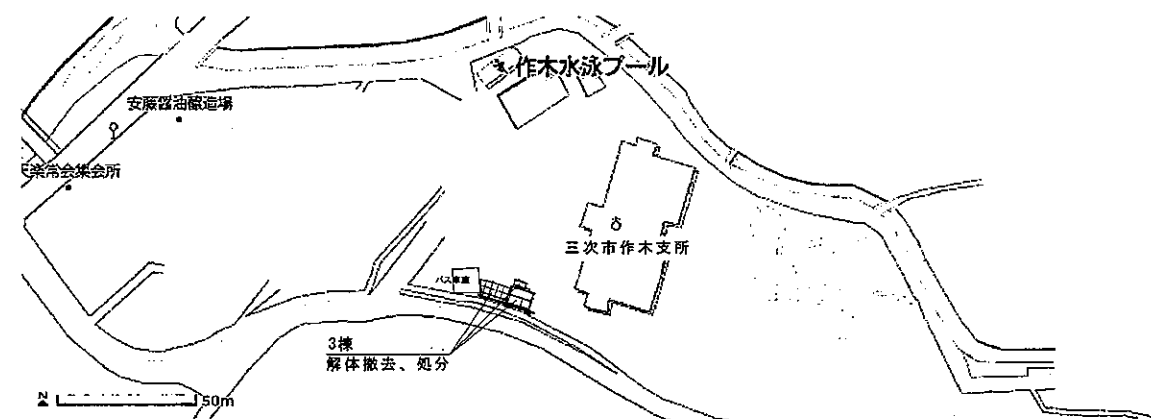 作木水泳プール
安藤醤油醸造場
天楽常会集会所
三次市作木支所
バス車庫
3棟
解体撤去、処分
N
50m